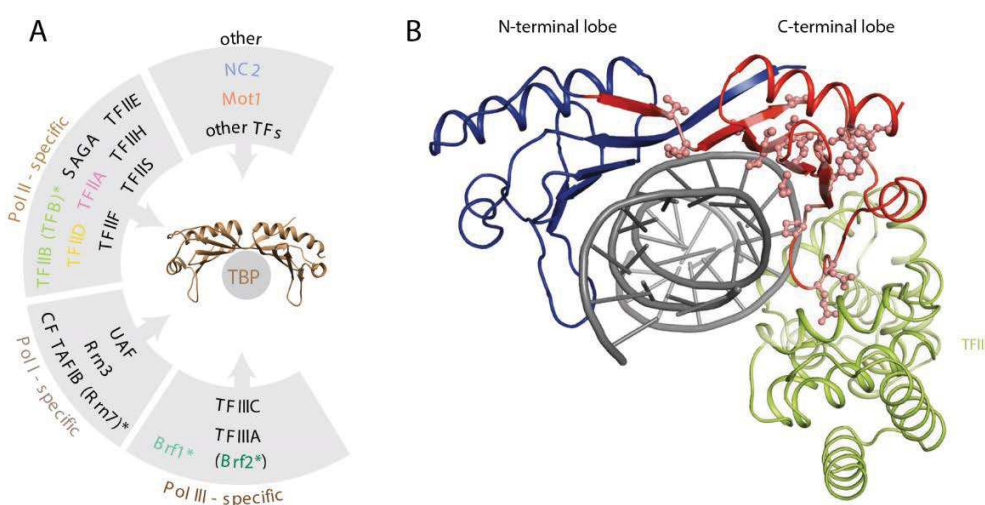 A
other
NC2
Mot1
other TFs
Pol II - specific
TFIIE
SAGA TFIIH
TFIIB (TFB)* TFIIA TFIIS
TFIID
TFIIF
TBP
Pol I - specific
UAF
Rrn3
CF TAFIB (Rrn7)*
TFIIIC
TFIIIA
Brf1* (Brf2*)
Pol III - specific
B
N-terminal lobe
C-terminal lobe
TFII